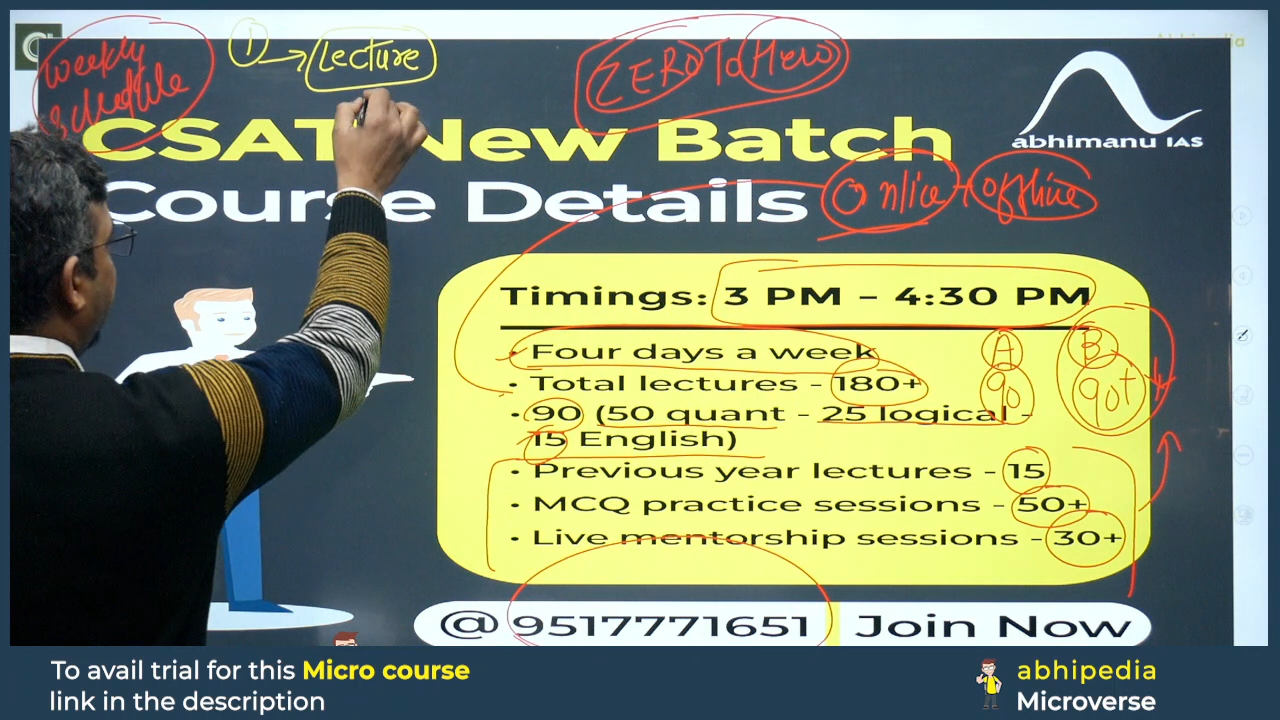 Weekly
Schedule
① → Lecture
ZERO To Hero
abhimanu IAS
CSAT New Batch
Course Details
Online + offline
Timings: 3 PM – 4:30 PM
• Four days a week
A
B
• Total lectures - 180+
90
90+
• 90 (50 quant - 25 logical -
15 English)
• Previous year lectures - 15
• MCQ practice sessions - 50+
• Live mentorship sessions - 30+
@ 9517771651
Join Now
To avail trial for this Micro course
link in the description
abhipedia
Microverse